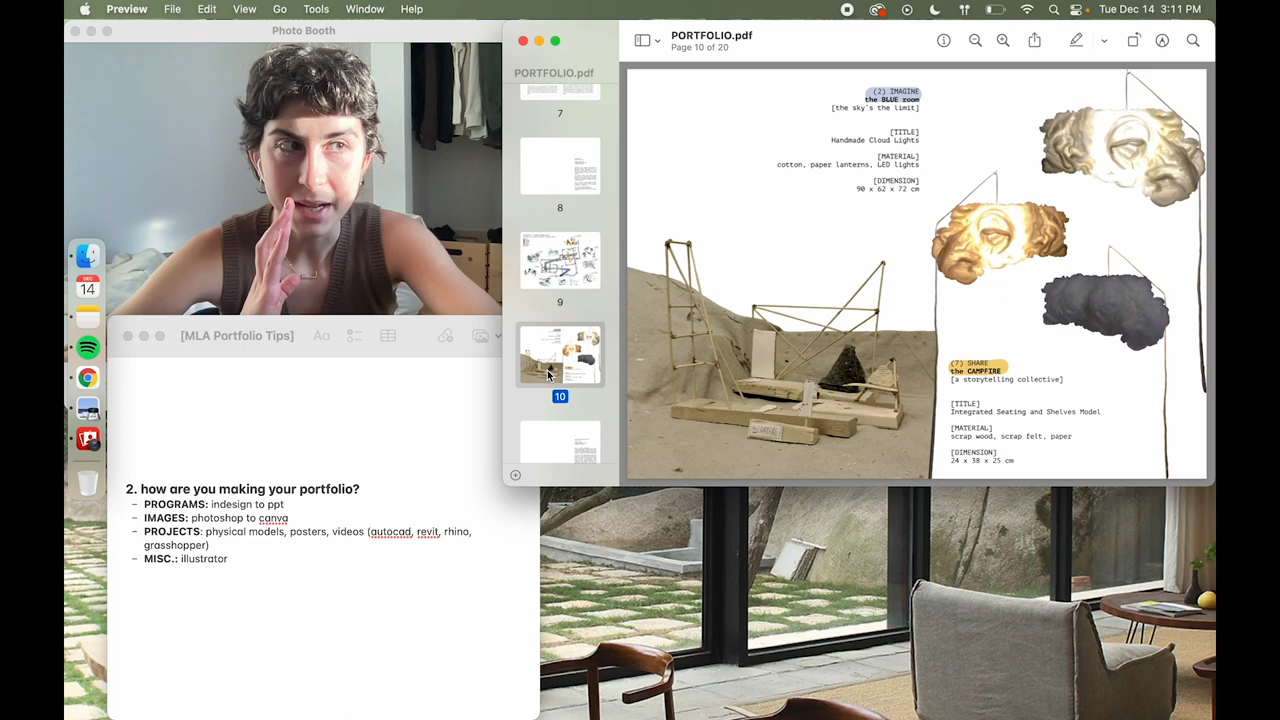 Preview File Edit View Go Tools Window Help
Tue Dec 14 3:11 PM
Photo Booth
PORTFOLIO.pdf
Page 10 of 20
PORTFOLIO.pdf
7
8
9
10
(2) IMAGINE
the BLUE room
[the sky's the limit]
[TITLE]
Handmade Cloud Lights
[MATERIAL]
cotton, paper lanterns, LED lights
[DIMENSION]
90 x 62 x 72 cm
(7) SHARE
the CAMPFIRE
[a storytelling collective]
[TITLE]
Integrated Seating and Shelves Model
[MATERIAL]
scrap wood, scrap felt, paper
[DIMENSION]
24 x 38 x 25 cm
DEC
14
[MLA Portfolio Tips]
Aa
2. how are you making your portfolio?
– PROGRAMS: indesign to ppt
– IMAGES: photoshop to canva
– PROJECTS: physical models, posters, videos (autocad, revit, rhino,
grasshopper)
– MISC.: illustrator